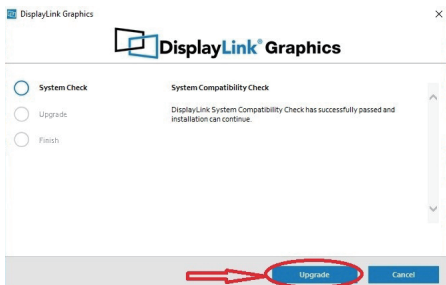 DisplayLink Graphics
DisplayLink® Graphics
System Check
Upgrade
Finish
System Compatibility Check
DisplayLink System Compatibility Check has successfully passed and
installation can continue.
Upgrade
Cancel